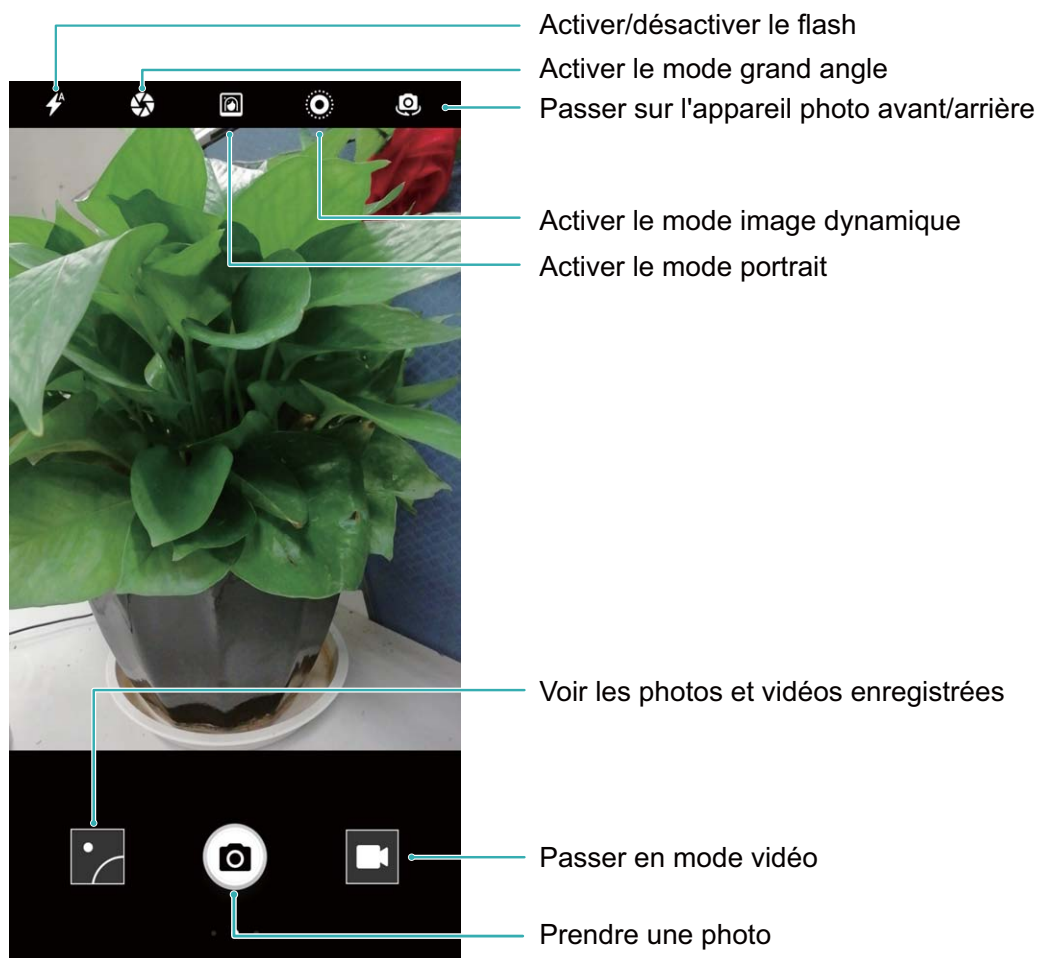 Activer/désactiver le flash
Activer le mode grand angle
Passer sur l'appareil photo avant/arrière
Activer le mode image dynamique
Activer le mode portrait
Voir les photos et vidéos enregistrées
Passer en mode vidéo
Prendre une photo